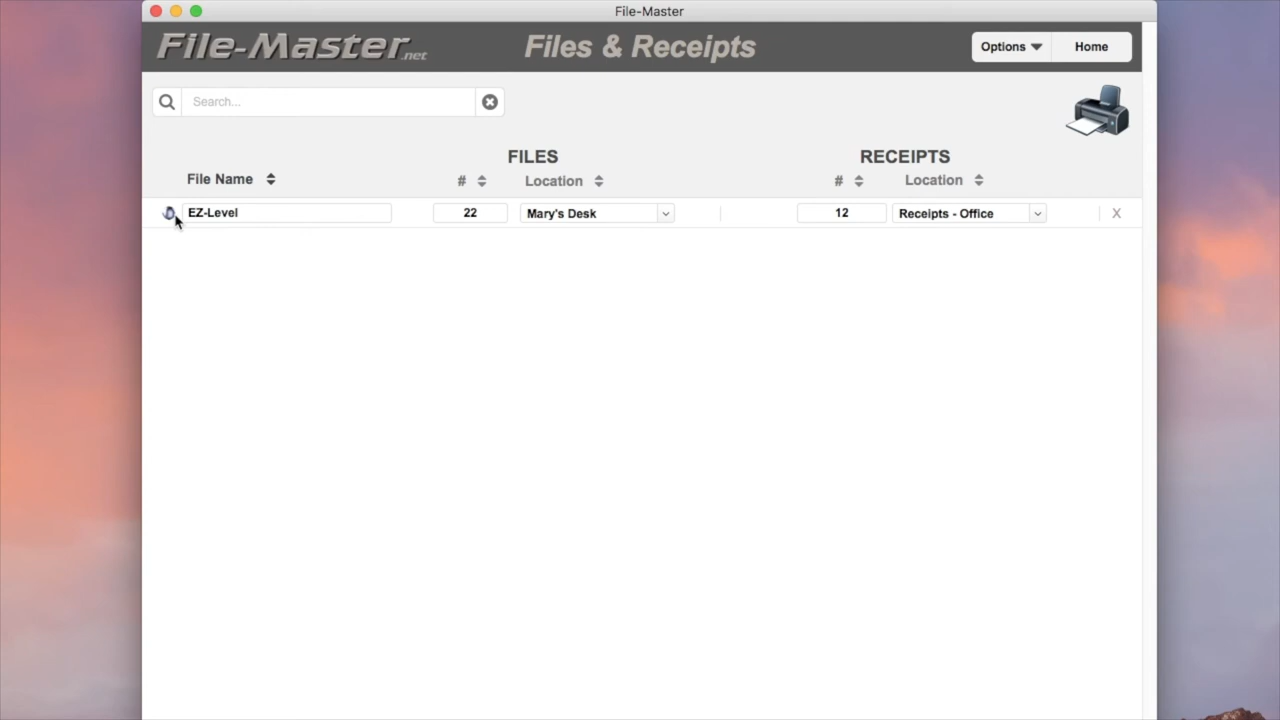 File-Master
File-Master.net
Files & Receipts
Options
Home
Search...
FILES
RECEIPTS
File Name
#
Location
#
Location
EZ-Level
22
Mary's Desk
12
Receipts - Office
X